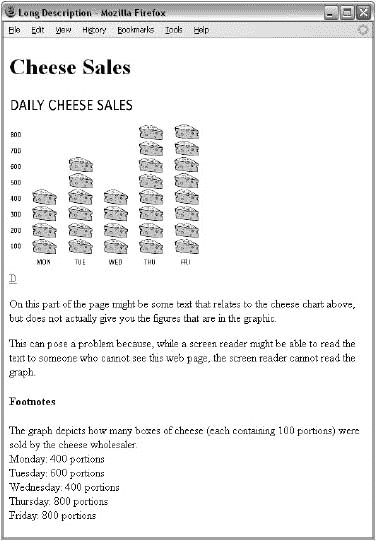 Long Description - Mozilla Firefox
File Edit View History Bookmarks Tools Help
Cheese Sales
DAILY CHEESE SALES
800
700
600
500
400
300
200
100
MON TUE WED THU FRI
D
On this part of the page might be some text that relates to the cheese chart above,
but does not actually give you the figures that are in the graphic.
This can pose a problem because, while a screen reader might be able to read the
text to someone who cannot see this web page, the screen reader cannot read the
graph.
Footnotes
The graph depicts how many boxes of cheese (each containing 100 portions) were
sold by the cheese wholesaler.
Monday: 400 portions
Tuesday: 600 portions
Wednesday: 400 portions
Thursday: 800 portions
Friday: 800 portions